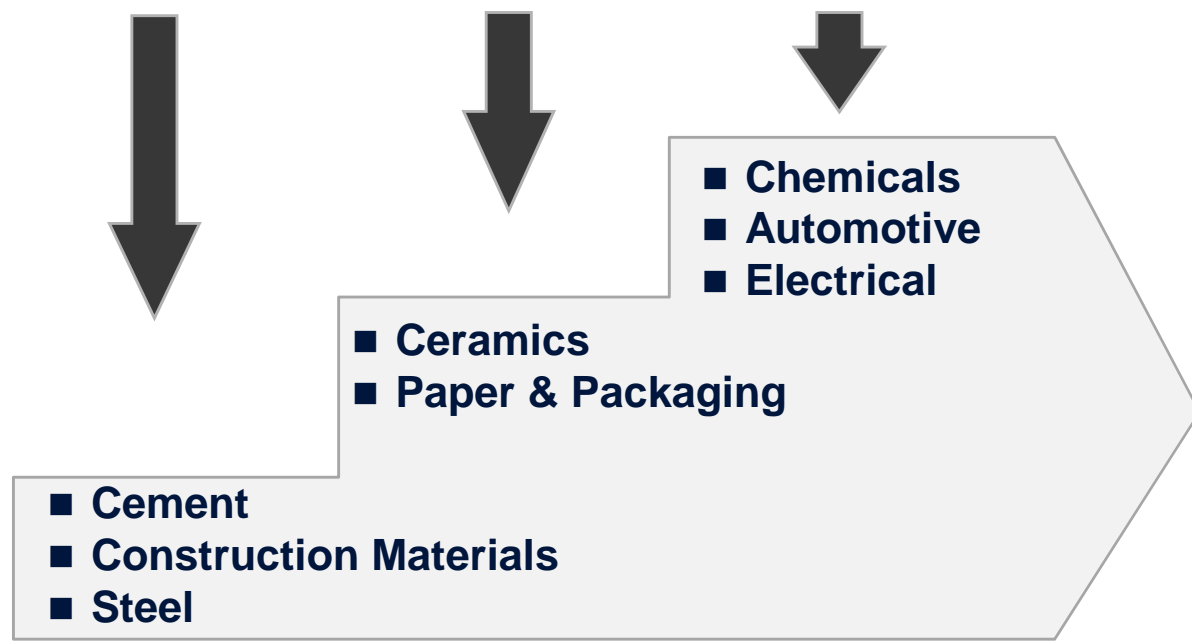 ■ Chemicals
■ Automotive
■ Electrical
■ Ceramics
■ Paper & Packaging
■ Cement
■ Construction Materials
■ Steel